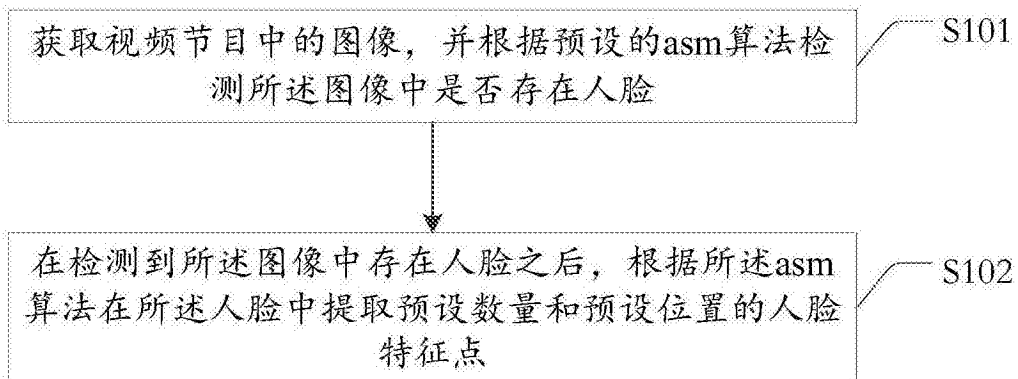 获取视频节目中的图像，并根据预设的asm算法检
测所述图像中是否存在人脸
S101
在检测到所述图像中存在人脸之后，根据所述asm
算法在所述人脸中提取预设数量和预设位置的人脸
特征点
S102